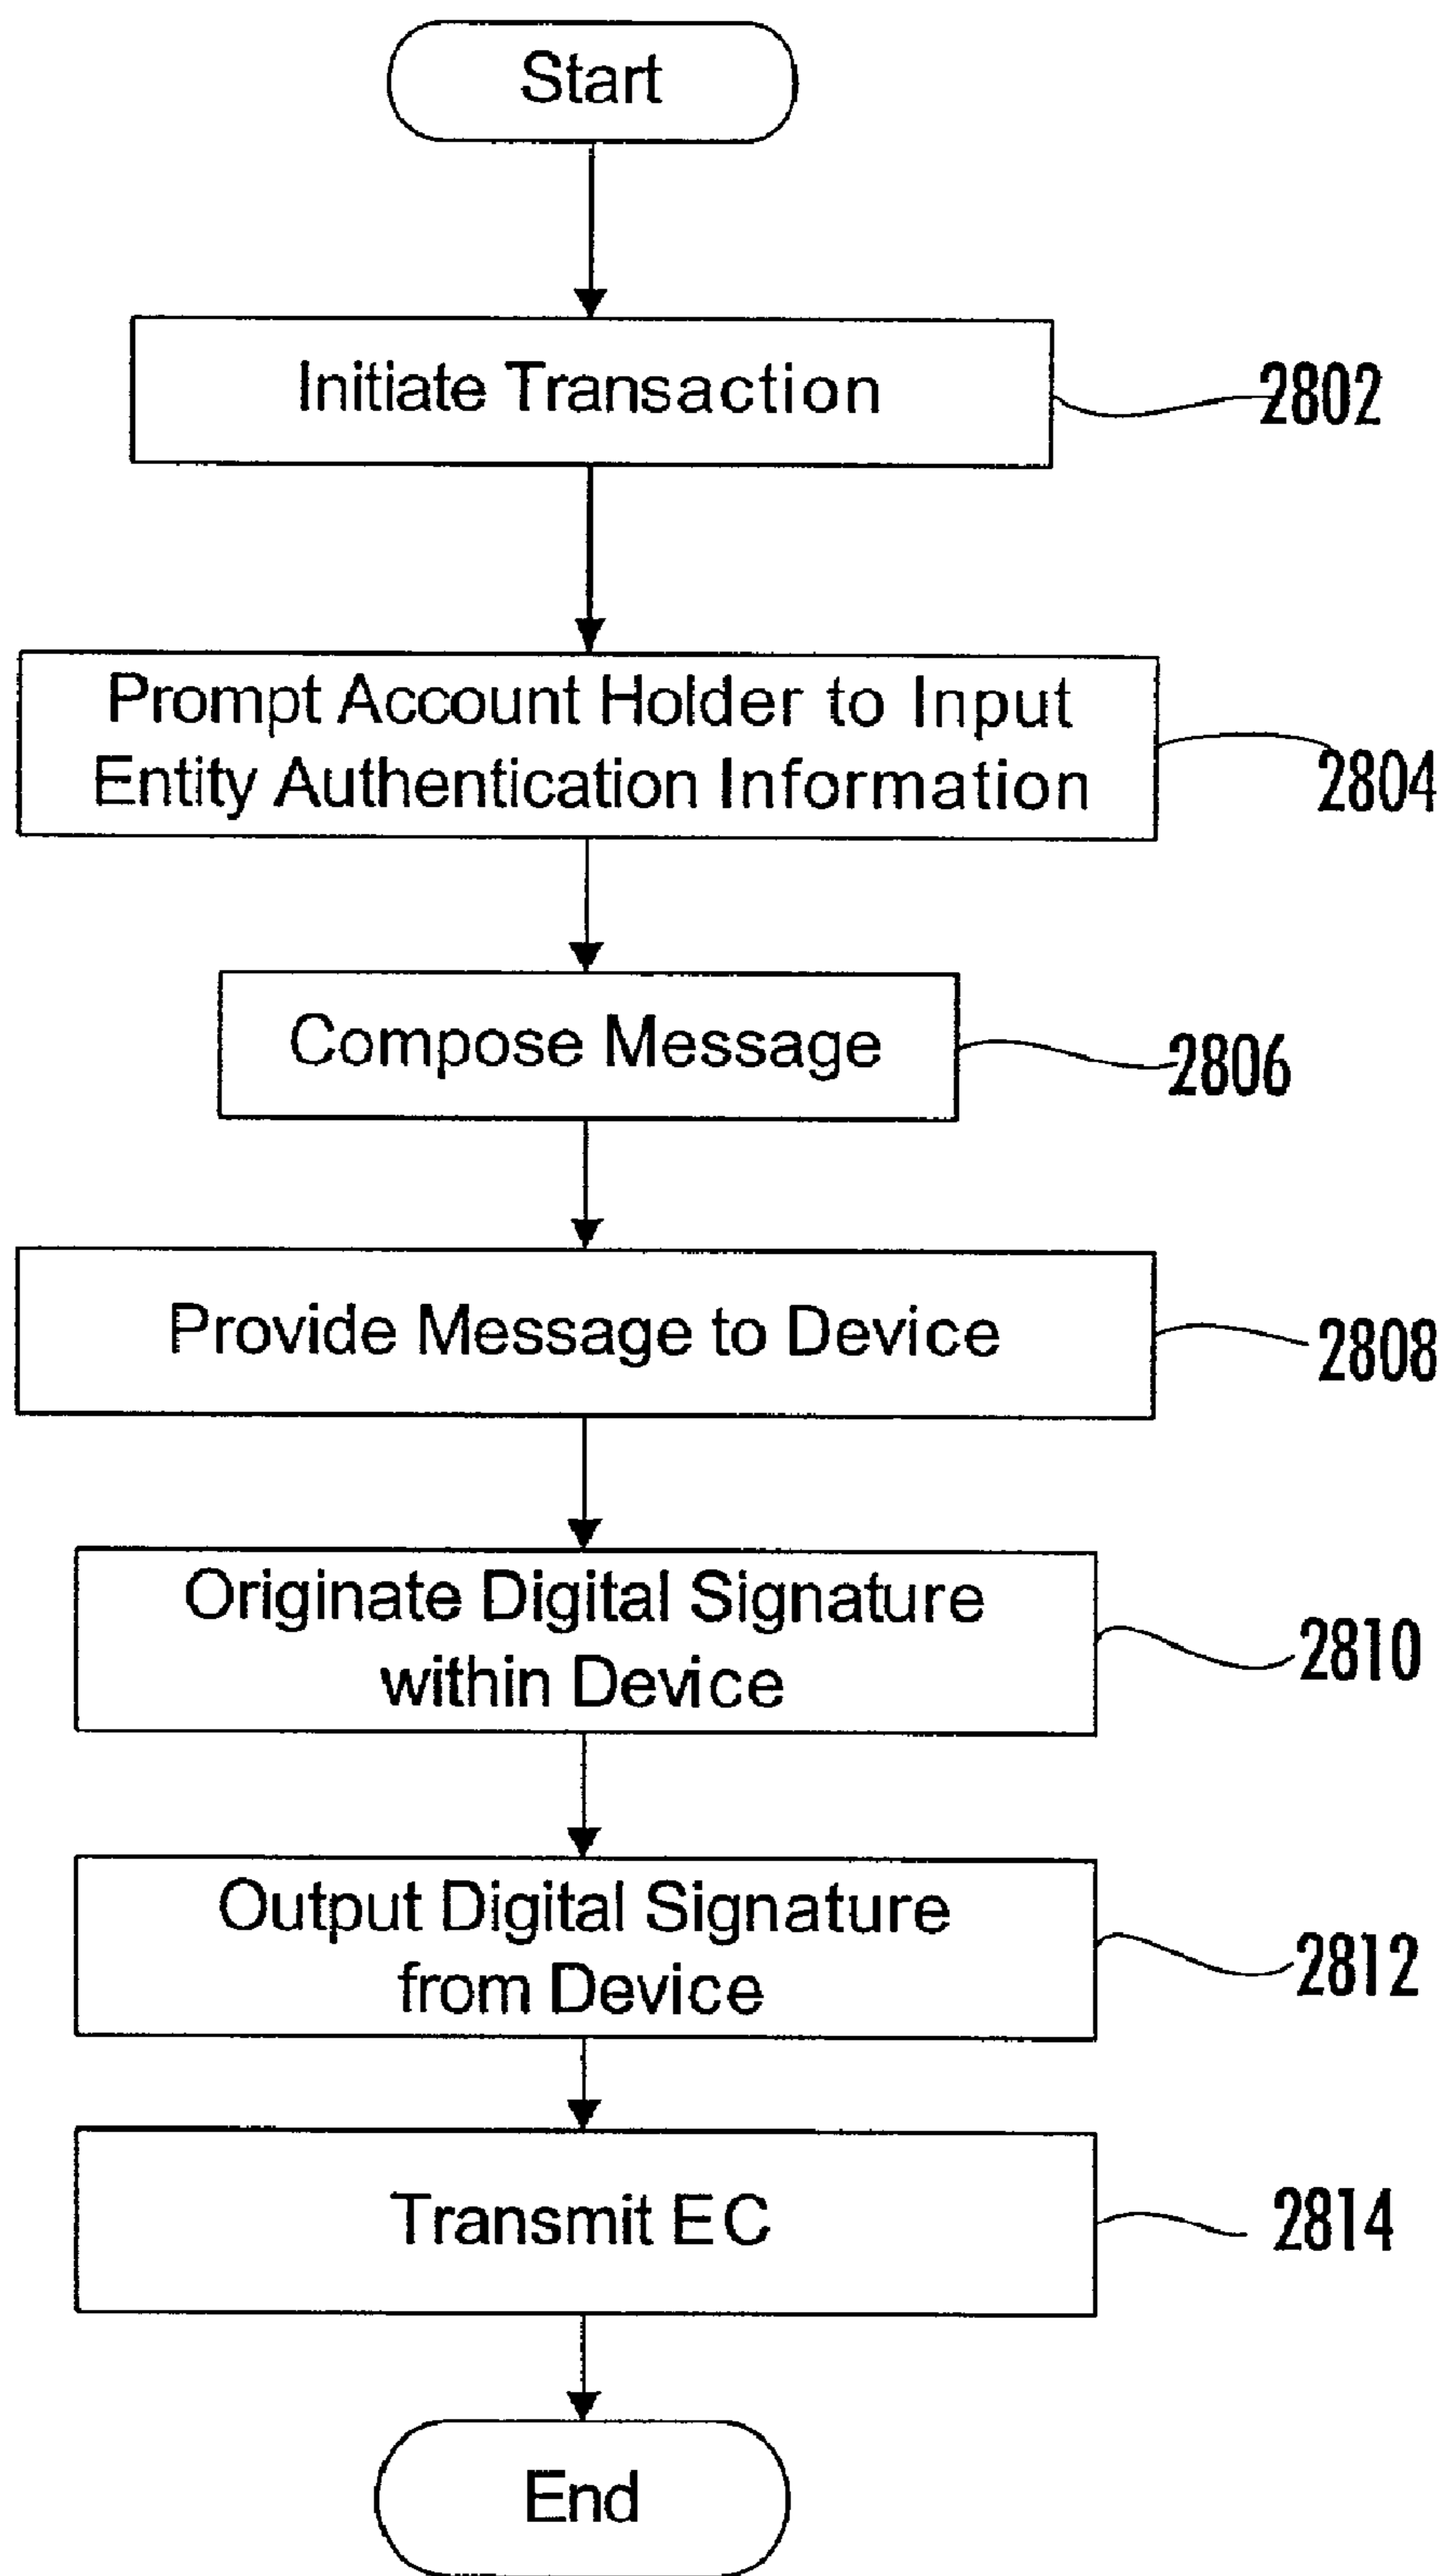 Start
Initiate Transaction
2802
Prompt Account Holder to Input
Entity Authentication Information
2804
Compose Message
2806
Provide Message to Device
2808
Originate Digital Signature
within Device
2810
Output Digital Signature
from Device
2812
Transmit EC
2814
End